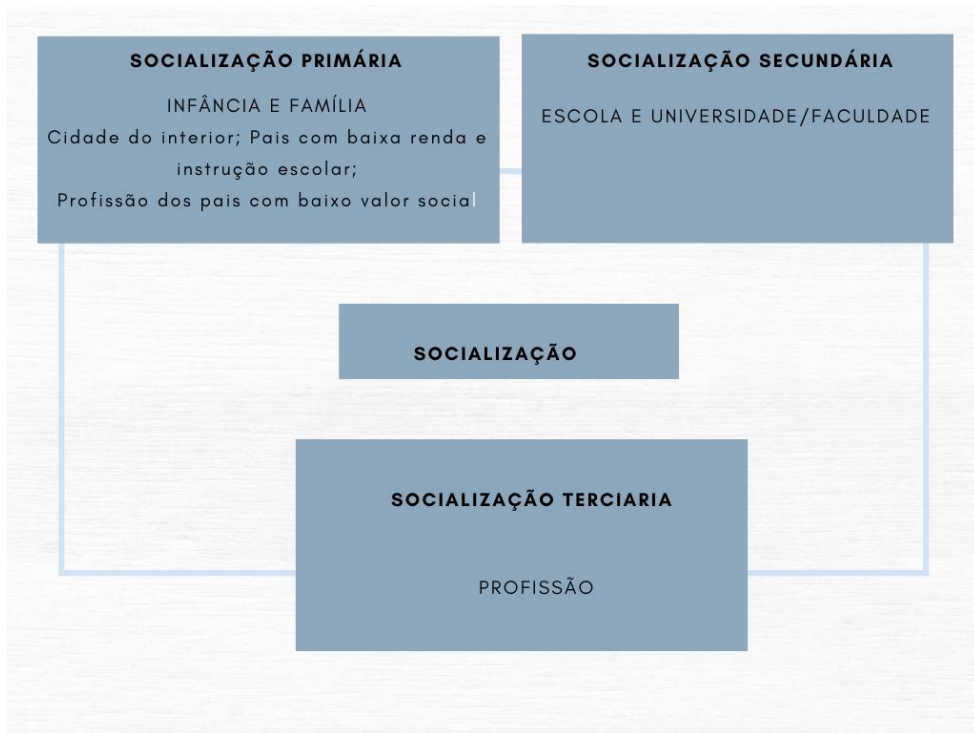 SOCIALIZAÇÃO PRIMÁRIA
INFÂNCIA E FAMÍLIA
Cidade do interior; Pais com baixa renda e
instrução escolar;
Profissão dos pais com baixo valor social
SOCIALIZAÇÃO SECUNDÁRIA
ESCOLA E UNIVERSIDADE/FACULDADE
SOCIALIZAÇÃO
SOCIALIZAÇÃO TERCIARIA
PROFISSÃO